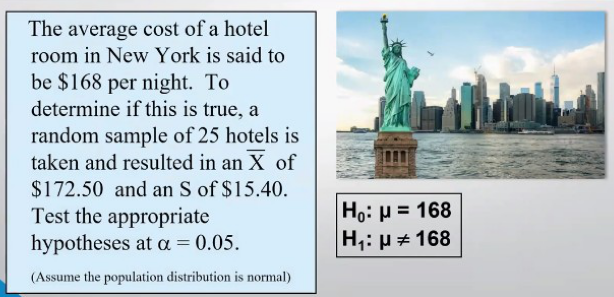 The average cost of a hotel
room in New York is said to
be $168 per night. To
determine if this is true, a
random sample of 25 hotels is
taken and resulted in an X̅ of
$172.50 and an S of $15.40.
Test the appropriate
hypotheses at α = 0.05.
(Assume the population distribution is normal)
H₀: μ = 168
H₁: μ ≠ 168